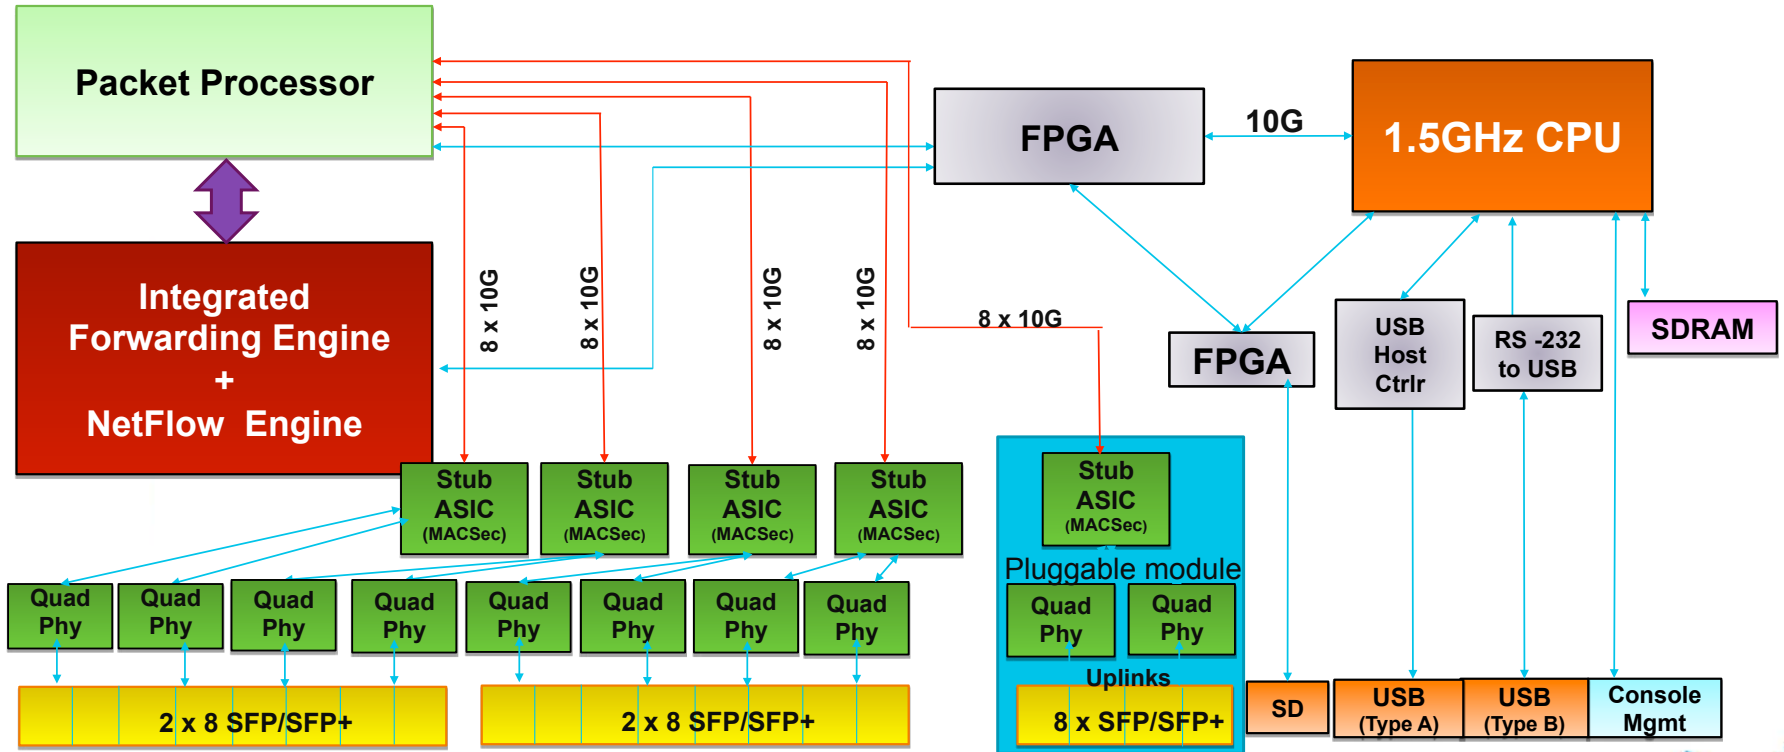 Packet Processor
FPGA
10G
1.5GHz CPU
Integrated
Forwarding Engine
+
NetFlow Engine
8 x 10G
8 x 10G
8 x 10G
8 x 10G
8 x 10G
FPGA
USB
Host
Ctrlr
RS -232
to USB
SDRAM
Stub
ASIC
(MACSec)
Stub
ASIC
(MACSec)
Stub
ASIC
(MACSec)
Stub
ASIC
(MACSec)
Stub
ASIC
(MACSec)
Pluggable module
Quad
Phy
Quad
Phy
Quad
Phy
Quad
Phy
Quad
Phy
Quad
Phy
Quad
Phy
Quad
Phy
Quad
Phy
Quad
Phy
Uplinks
2 x 8 SFP/SFP+
2 x 8 SFP/SFP+
8 x SFP/SFP+
SD
USB
(Type A)
USB
(Type B)
Console
Mgmt